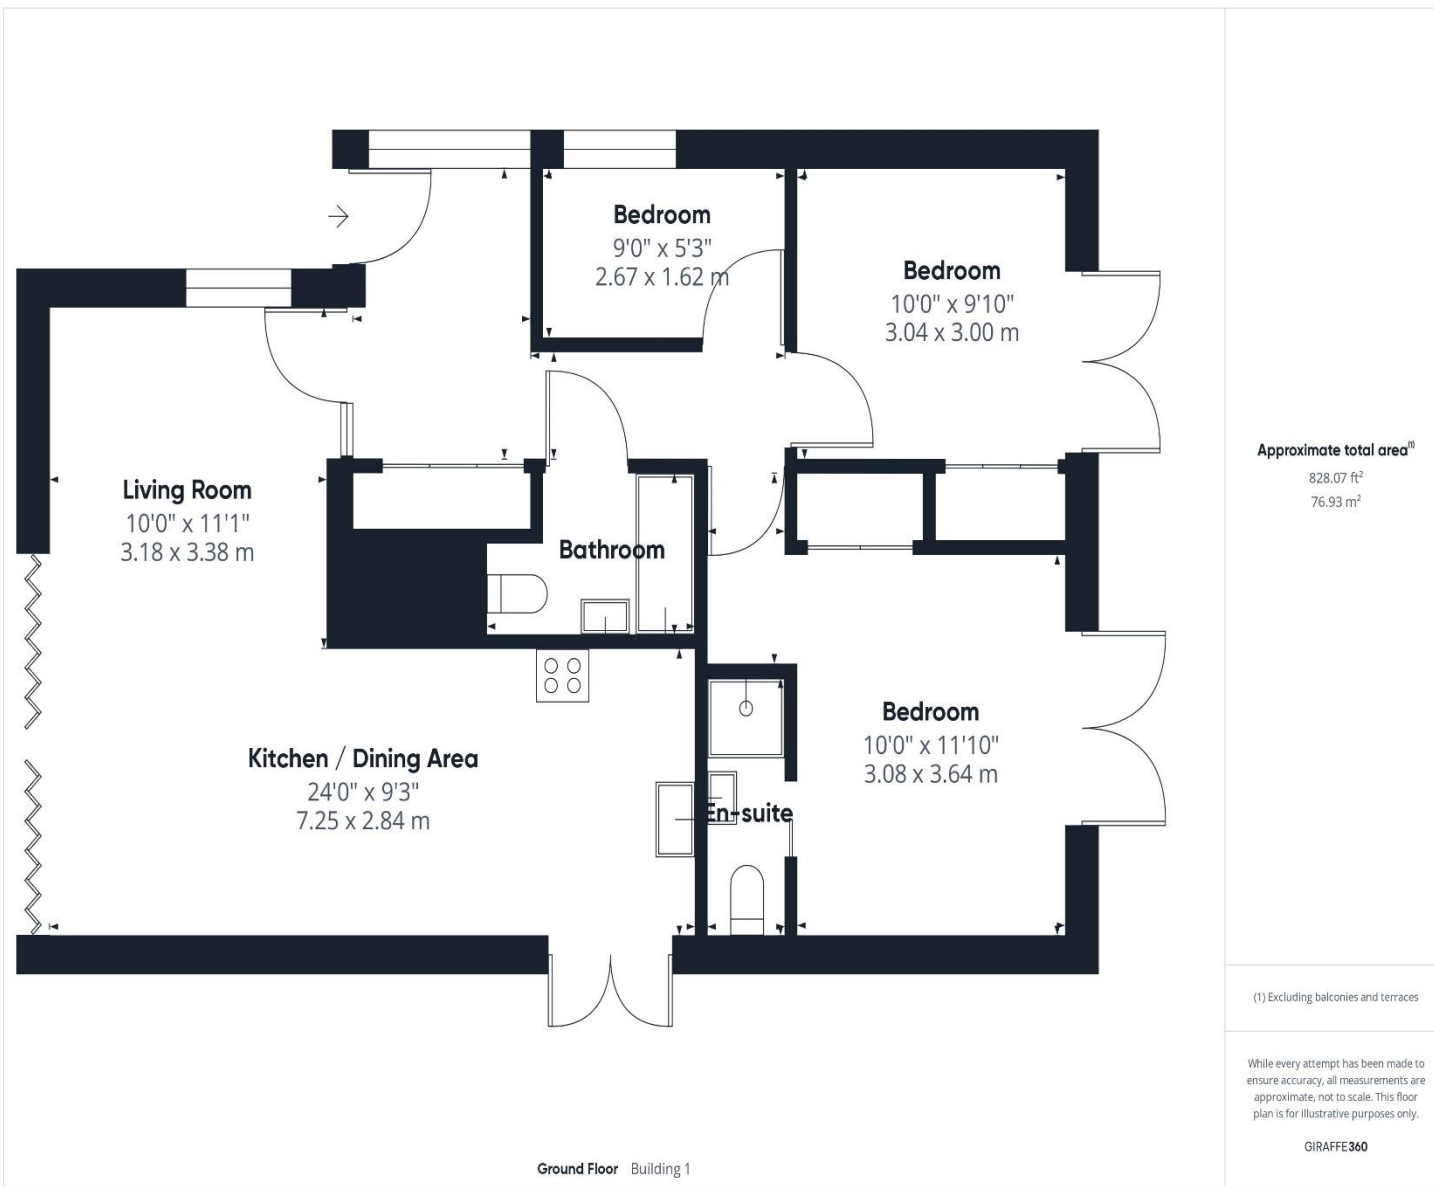 Bedroom
9'0" x 5'3"
2.67 x 1.62 m
Bedroom
10'0" x 9'10"
3.04 x 3.00 m
Living Room
10'0" x 11'1"
3.18 x 3.38 m
Bathroom
Kitchen / Dining Area
24'0" x 9'3"
7.25 x 2.84 m
En-suite
Bedroom
10'0" x 11'10"
3.08 x 3.64 m
Ground Floor Building 1
Approximate total area(1)
828.07 ft²
76.93 m²
(1) Excluding balconies and terraces
While every attempt has been made to
ensure accuracy, all measurements are
approximate, not to scale. This floor
plan is for illustrative purposes only.
GIRAFFE360